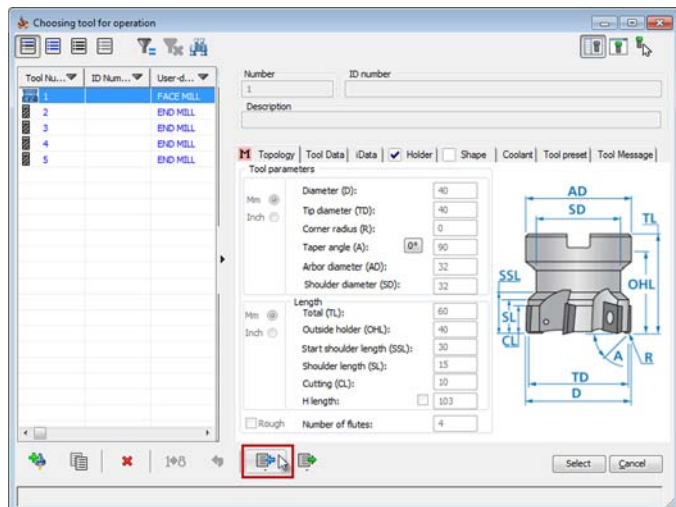 Choosing tool for operation
Tool Nu... ID Num... User-d...
1 FACE MILL
2 END MILL
3 END MILL
4 END MILL
5 END MILL
Number ID number
1
Description
M Topology Tool Data iData Holder Shape Coolant Tool preset Tool Message
Tool parameters
Mm
Inch
Diameter (D): 40
Tip diameter (TD): 40
Corner radius (R): 0
Taper angle (A): 0° 90
Arbor diameter (AD): 32
Shoulder diameter (SD): 32
Length
Mm
Inch
Total (TL): 60
Outside holder (OHL): 40
Start shoulder length (SSL): 30
Shoulder length (SL): 15
Cutting (CL): 10
H length: 103
Rough Number of flutes: 4
AD
SD
TL
SSL
OHL
SL
CL
A
R
TD
D
Select Cancel